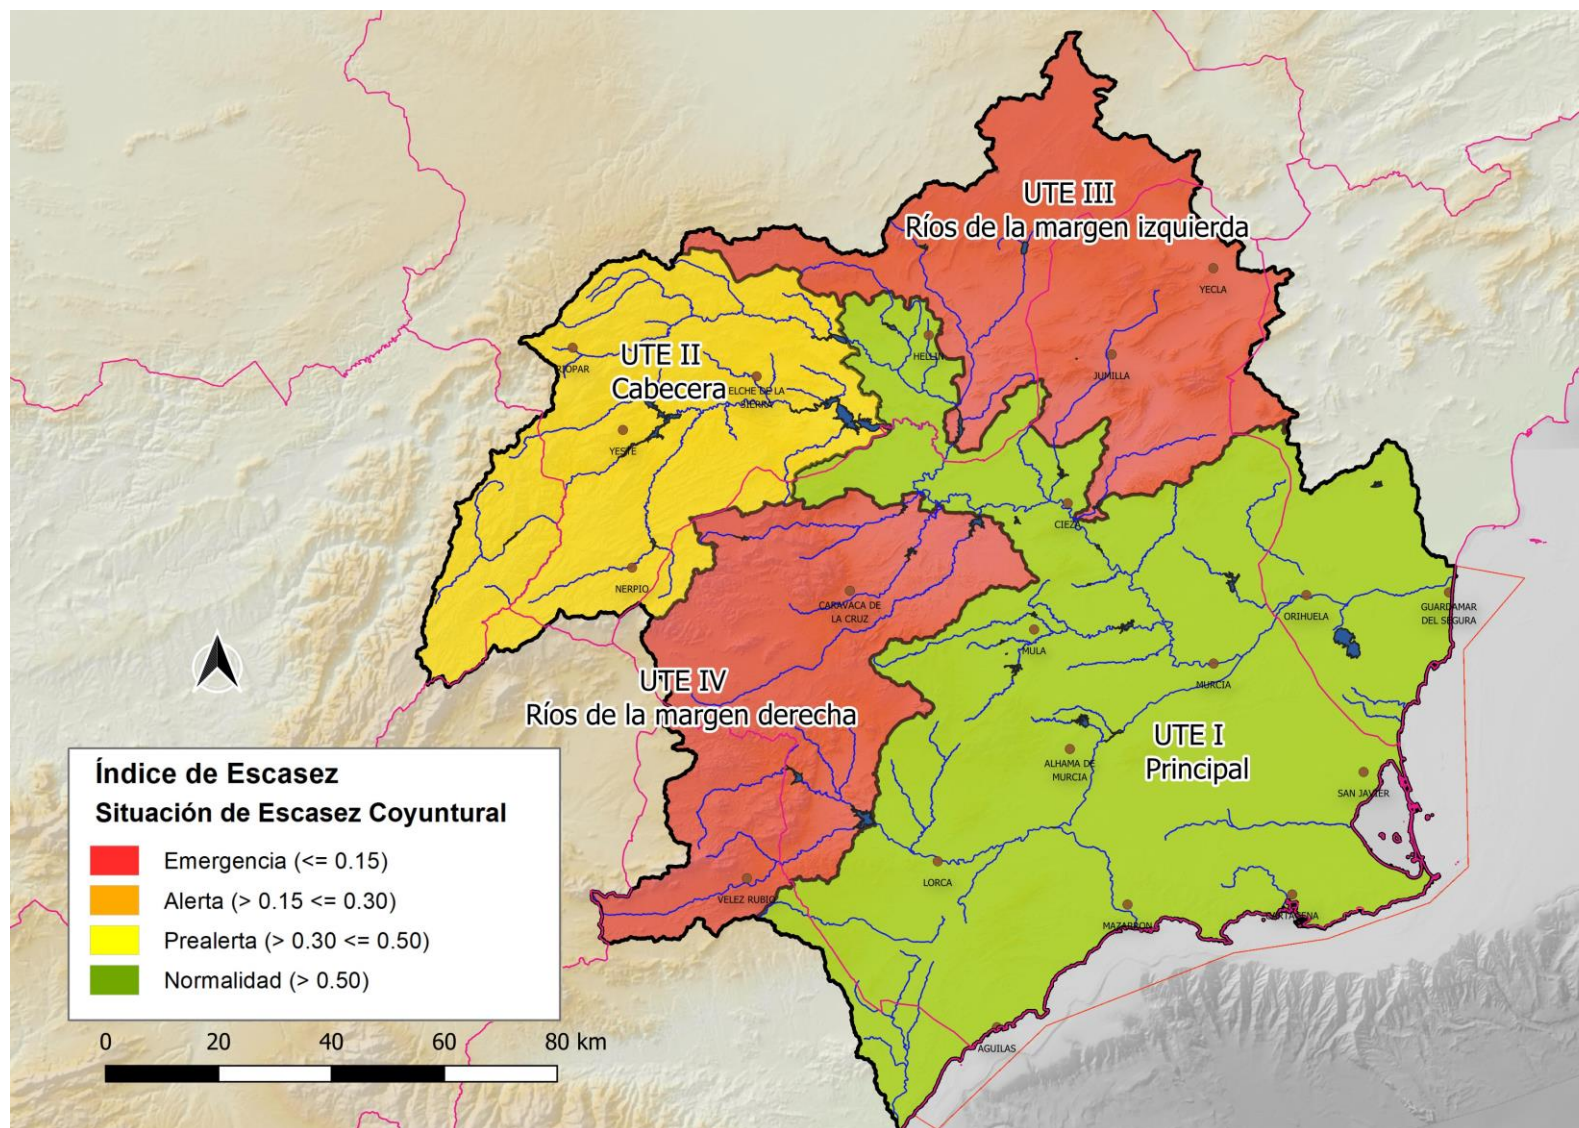 UTE III
Ríos de la margen izquierda
YECLA
HELLIN
UTE II
Cabecera
RIOPAR
ELCHE DE LA
SIERRA
JUMILLA
YESTE
CIEZA
NERPIO
CARAVACA DE
LA CRUZ
ORIHUELA
GUARDAMAR
DEL SEGURA
MULA
MURCIA
UTE IV
Ríos de la margen derecha
UTE I
Principal
ALHAMA DE
MURCIA
SAN JAVIER
LORCA
VELEZ RUBIO
MAZARRON
CARTAGENA
AGUILAS
Índice de Escasez
Situación de Escasez Coyuntural
Emergencia (<= 0.15)
Alerta (> 0.15 <= 0.30)
Prealerta (> 0.30 <= 0.50)
Normalidad (> 0.50)
0 20 40 60 80 km